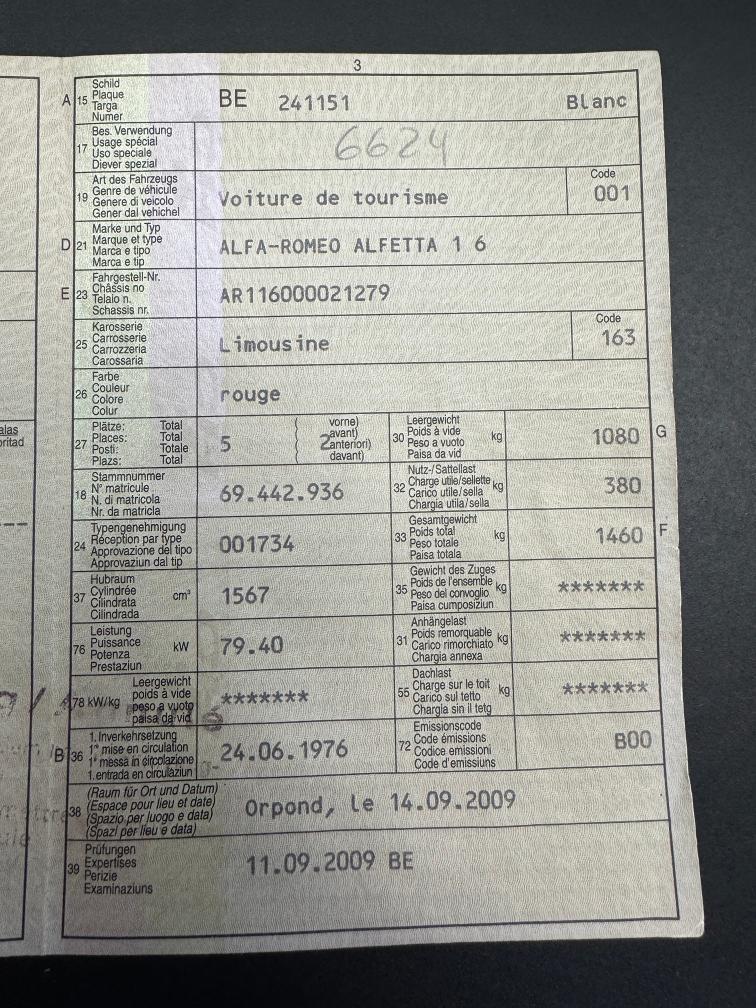 3
A 15 Schild
Plaque
Targa
Numer
BE 241151 Blanc
17 Bes. Verwendung
Usage spécial
Uso speciale
Diever spezial
6624
19 Art des Fahrzeugs
Genre de véhicule
Genere di veicolo
Gener dal vehichel
Voiture de tourisme
Code
001
D 21 Marke und Typ
Marque et type
Marca e tipo
Marca e tip
ALFA-ROMEO ALFETTA 1 6
E 23 Fahrgestell-Nr.
Châssis no
Telaio n.
Schassis nr.
AR116000021279
25 Karosserie
Carrosserie
Carrozzeria
Carossaria
Limousine
Code
163
26 Farbe
Couleur
Colore
Colur
rouge
27 Plätze: Total
Places: Total
Posti: Totale
Plazs: Total
5
2
vorne)
avant)
anteriori)
davant)
30 Leergewicht
Poids à vide
Peso a vuoto
Paisa da vid
kg
1080 G
18 Stammnummer
N° matricule
N. di matricola
Nr. da matricla
69.442.936
32 Nutz-/Sattellast
Charge utile/sellette
Carico utile/sella
Chargia utila/sella
kg
380
24 Typengenehmigung
Réception par type
Approvazione del tipo
Approvaziun dal tip
001734
33 Gesamtgewicht
Poids total
Peso totale
Paisa totala
kg
1460 F
37 Hubraum
Cylindrée
Cilindrata
Cilindrada
cm³
1567
35 Gewicht des Zuges
Poids de l'ensemble
Peso del convoglio
Paisa cumposiziun
kg
*******
76 Leistung
Puissance
Potenza
Prestaziun
kW
79.40
31 Anhängelast
Poids remorquable
Carico rimorchiato
Chargia annexa
kg
*******
78 kW/kg
Leergewicht
poids à vide
peso a vuoto
paisa da vid
*******
55 Dachlast
Charge sur le toit
Carico sul tetto
Chargia sin il tetg
kg
*******
B 36 1. Inverkehrsetzung
1re mise en circulation
1a messa in circolazione
1. entrada en circulaziun
24.06.1976
72 Emissionscode
Code émissions
Codice emissioni
Code d'emissiuns
B00
38 (Raum für Ort und Datum)
(Espace pour lieu et date)
(Spazio per luogo e data)
(Spazi per lieu e data)
Orpond, le 14.09.2009
39 Prüfungen
Expertises
Perizie
Examinaziuns
11.09.2009 BE